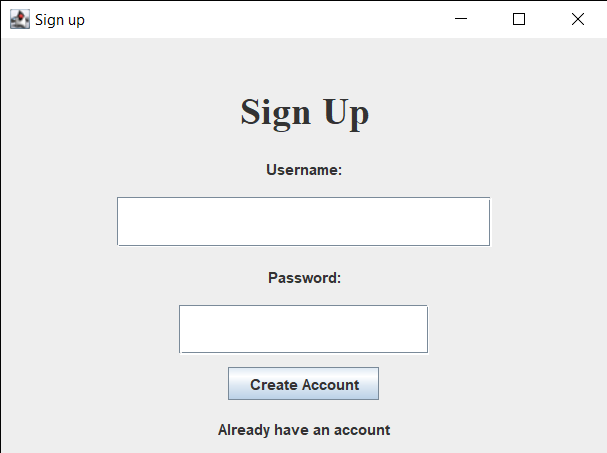 Sign up
Sign Up
Username:
Password:
Create Account
Already have an account